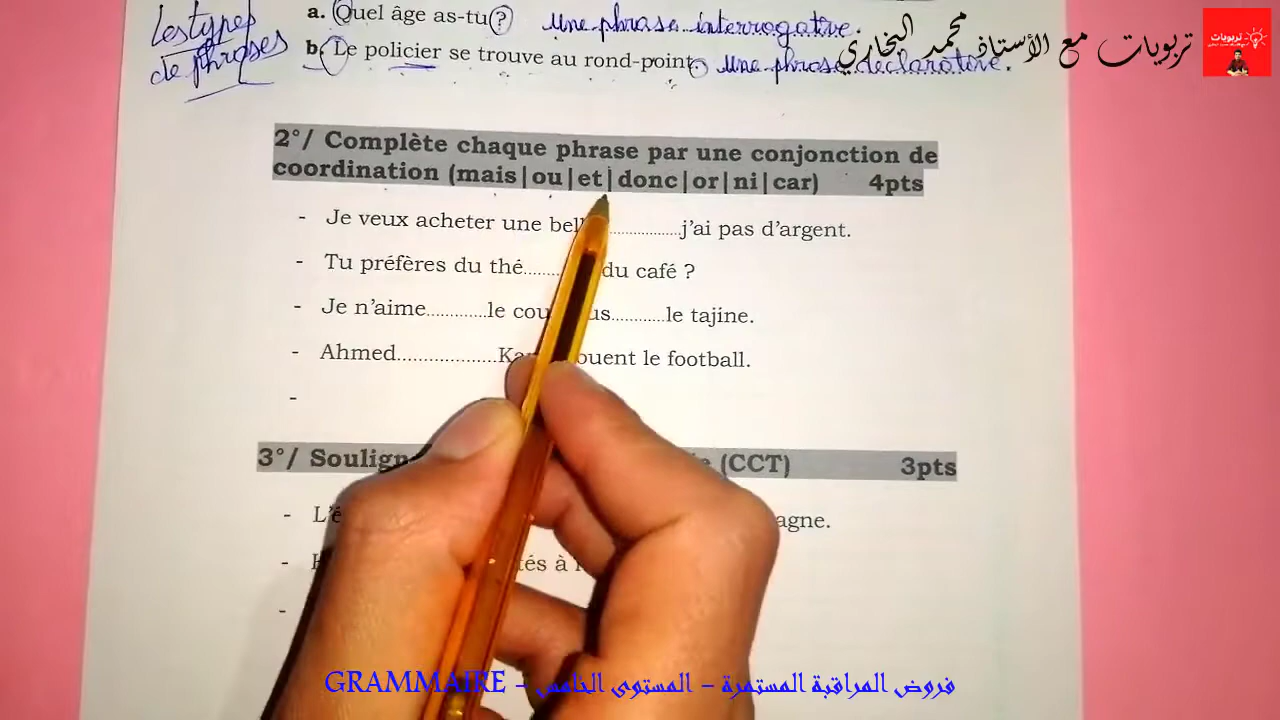 Les types
de phrases
a. Quel âge as-tu ? Une phrase interrogative.
b. Le policier se trouve au rond-point. Une phrase déclarative.
تربويات مع الأستاذ محمد البخاري
تربويات
2°/ Complète chaque phrase par une conjonction de
coordination (mais|ou|et|donc|or|ni|car) 4pts
- Je veux acheter une bel ...............j'ai pas d'argent.
- Tu préfères du thé........ du café ?
- Je n'aime............le cou us...........le tajine.
- Ahmed..................Ka ouent le football.
-
3°/ Soulign (CCT) 3pts
- L'é agne.
- tés à
-
GRAMMAIRE - فروض المراقبة المستمرة - المستوى الخامس